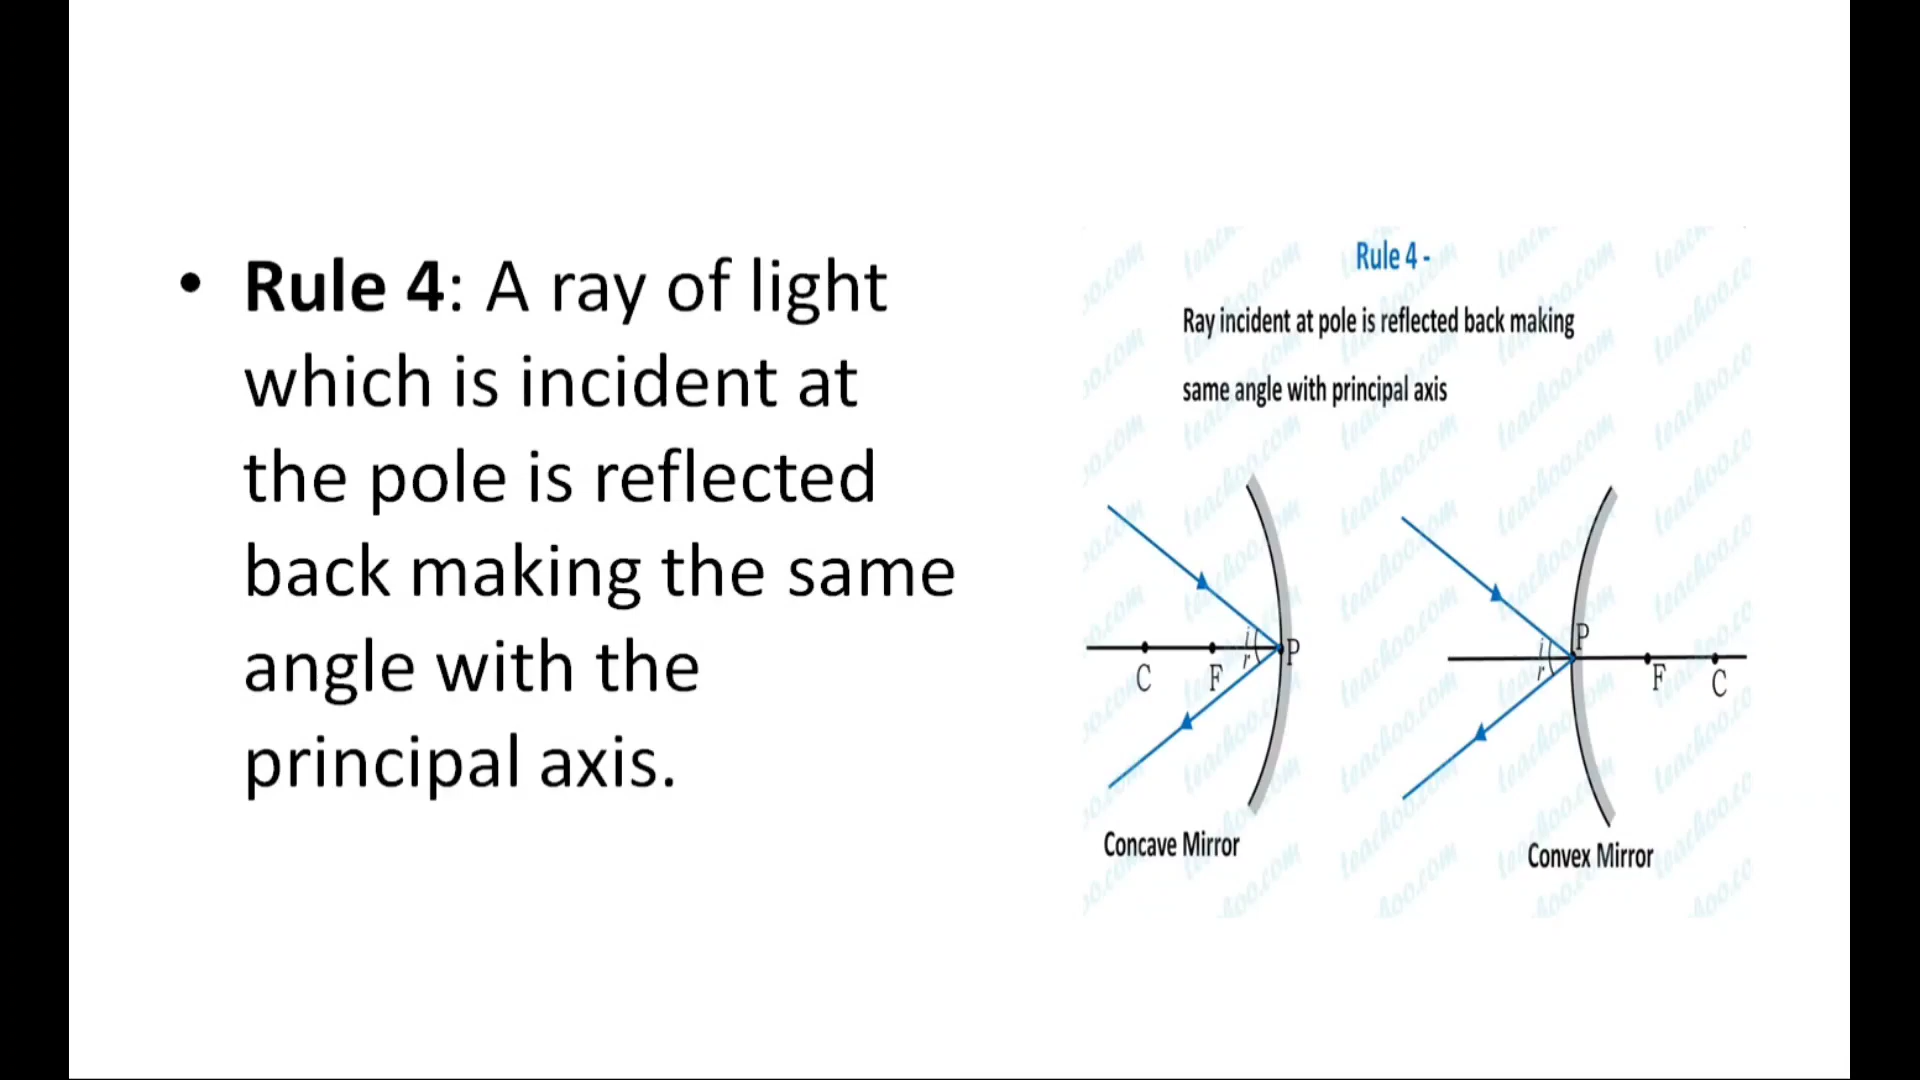 • Rule 4: A ray of light
which is incident at
the pole is reflected
back making the same
angle with the
principal axis.
Rule 4 -
Ray incident at pole is reflected back making
same angle with principal axis
i
r
P
C
F
Concave Mirror
P
i
r
F
C
Convex Mirror
teachoo.com